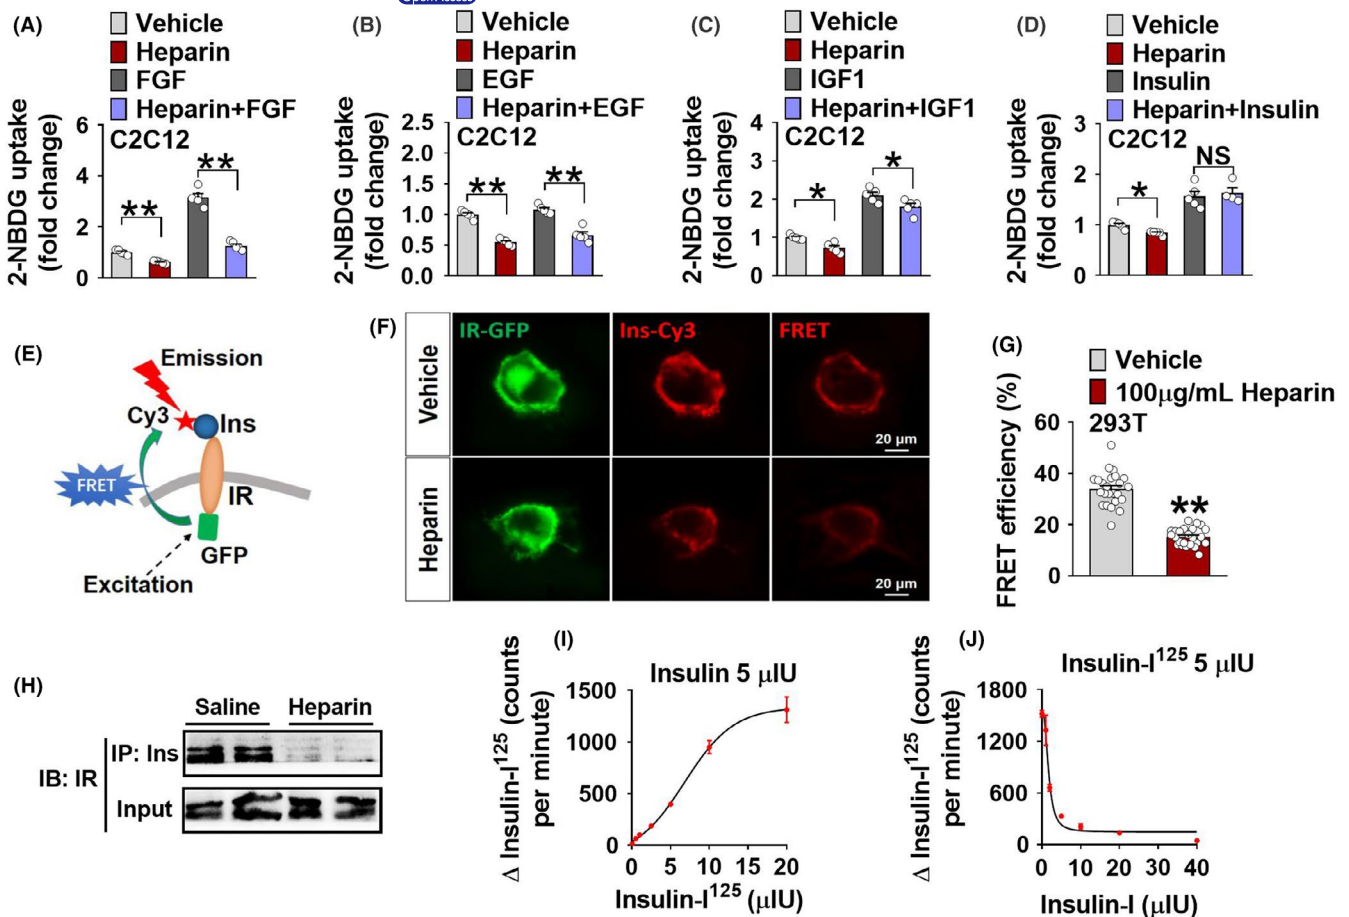 OpenAccess
(A)
Vehicle
Heparin
FGF
Heparin+FGF
2-NBDG uptake
(fold change)
C2C12
6
4
2
0
**
**
(B)
Vehicle
Heparin
EGF
Heparin+EGF
2-NBDG uptake
(fold change)
C2C12
2.5
2.0
1.5
1.0
0.5
0.0
**
**
(C)
Vehicle
Heparin
IGF1
Heparin+IGF1
2-NBDG uptake
(fold change)
C2C12
4
3
2
1
0
*
*
(D)
Vehicle
Heparin
Insulin
Heparin+Insulin
2-NBDG uptake
(fold change)
C2C12
3
2
1
0
*
NS
(E)
Emission
Cy3
Ins
FRET
IR
GFP
Excitation
(F)
IR-GFP
Ins-Cy3
FRET
Vehicle
20 μm
Heparin
20 μm
(G)
Vehicle
100μg/mL Heparin
FRET efficiency (%)
293T
60
40
20
0
**
(H)
Saline Heparin
IP: Ins
IB: IR
Input
(I)
Insulin 5 μIU
Δ Insulin-I¹²⁵ (counts
per minute)
1500
1000
500
0
0 5 10 15 20
Insulin-I¹²⁵ (μIU)
(J)
Insulin-I¹²⁵ 5 μIU
Δ Insulin-I¹²⁵ (counts
per minute)
1800
1200
600
0
0 10 20 30 40
Insulin-I (μIU)